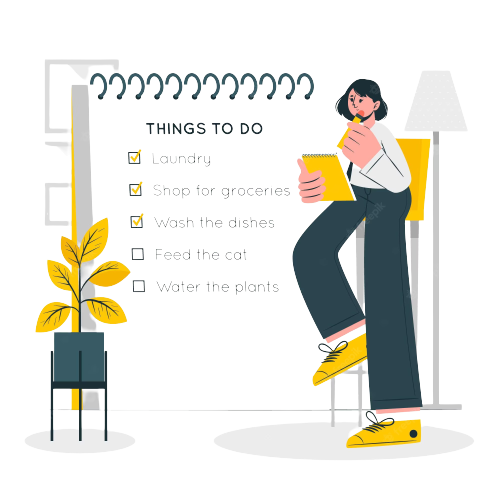 THINGS TO DO
Laundry
Shop for groceries
Wash the dishes
Feed the cat
Water the plants